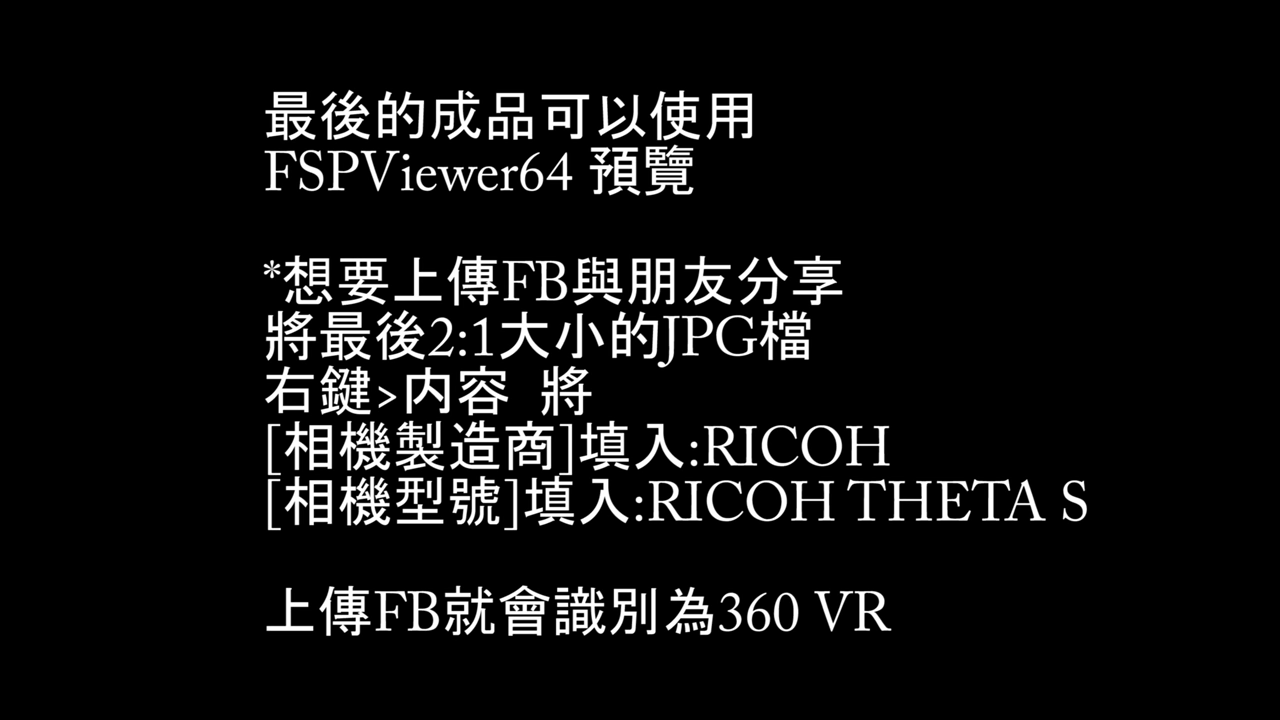 最後的成品可以使用
FSPViewer64 預覽
*想要上傳FB與朋友分享
將最後2:1大小的JPG檔
右鍵>内容 將
[相機製造商]填入:RICOH
[相機型號]填入:RICOH THETA S
上傳FB就會識別為360 VR